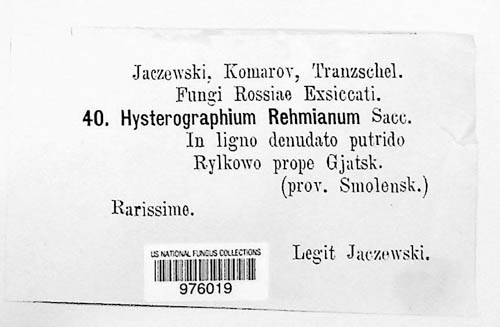 Jaczewski, Komarov, Tranzschel.
Fungi Rossiae Exsiccati.
40. Hysterographium Rehmianum Sacc.
In ligno denudato putrido
Rylkowo prope Gjatsk.
(prov. Smolensk.)
Rarissime.
Legit Jaczewski.
US NATIONAL FUNGUS COLLECTIONS
976019